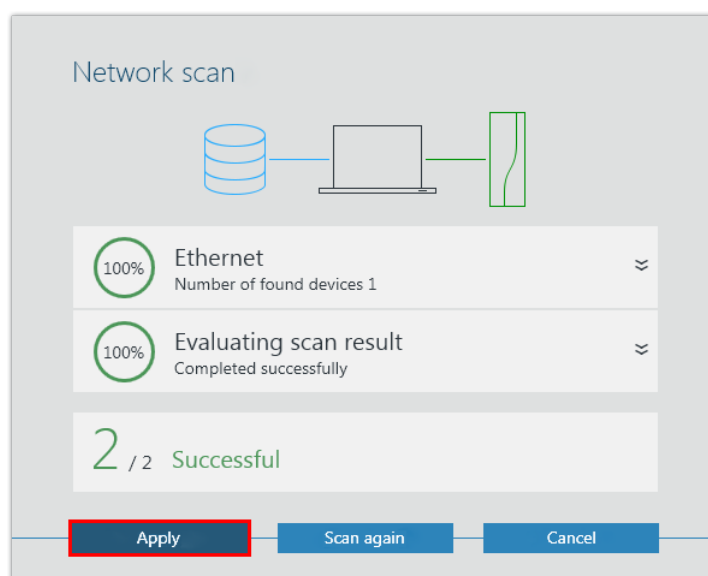 Network scan
100%
Ethernet
Number of found devices 1
100%
Evaluating scan result
Completed successfully
2 / 2 Successful
Apply Scan again Cancel